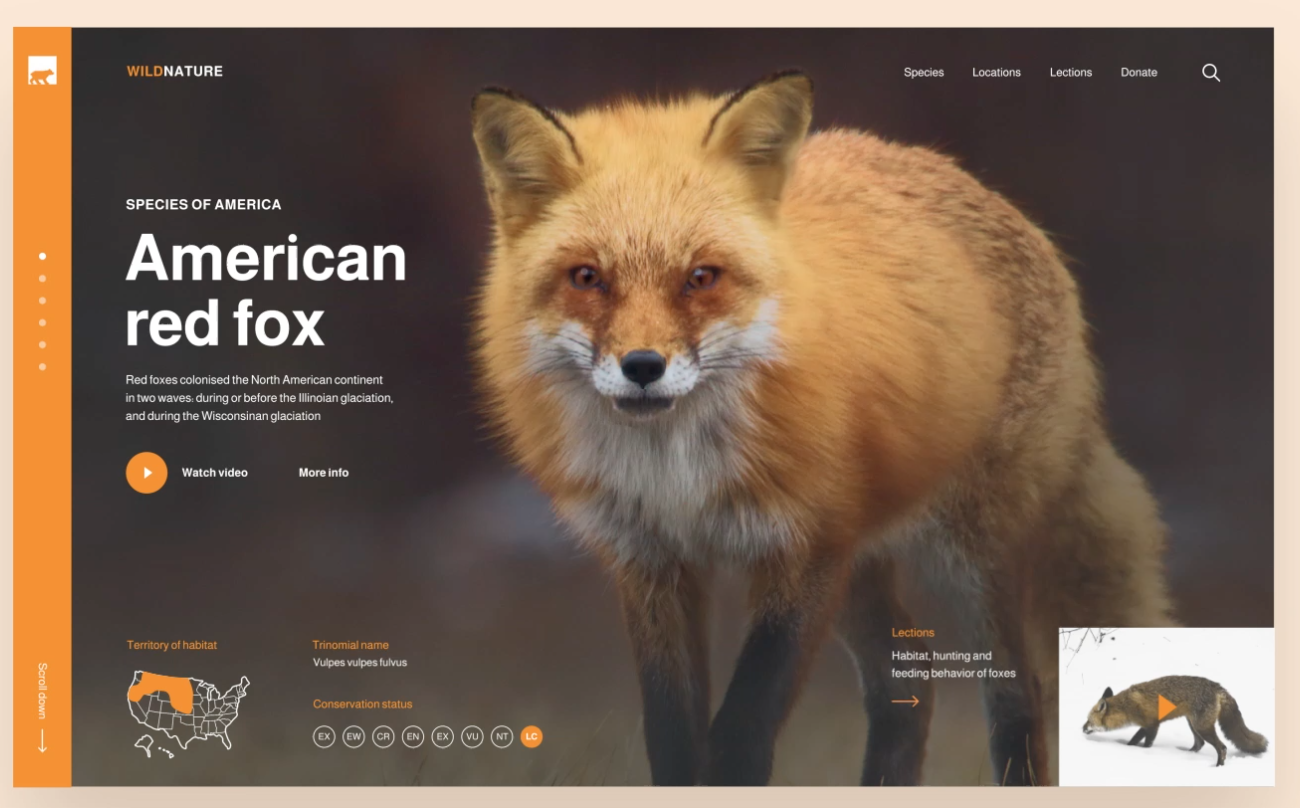 WILDNATURE
Species
Locations
Lections
Donate
SPECIES OF AMERICA
American
red fox
Red foxes colonised the North American continent
in two waves: during or before the Illinoian glaciation,
and during the Wisconsinan glaciation
Watch video
More info
Scroll down
Territory of habitat
Trinomial name
Vulpes vulpes fulvus
Conservation status
EX EW CR EN EX VU NT LC
Lections
Habitat, hunting and
feeding behavior of foxes